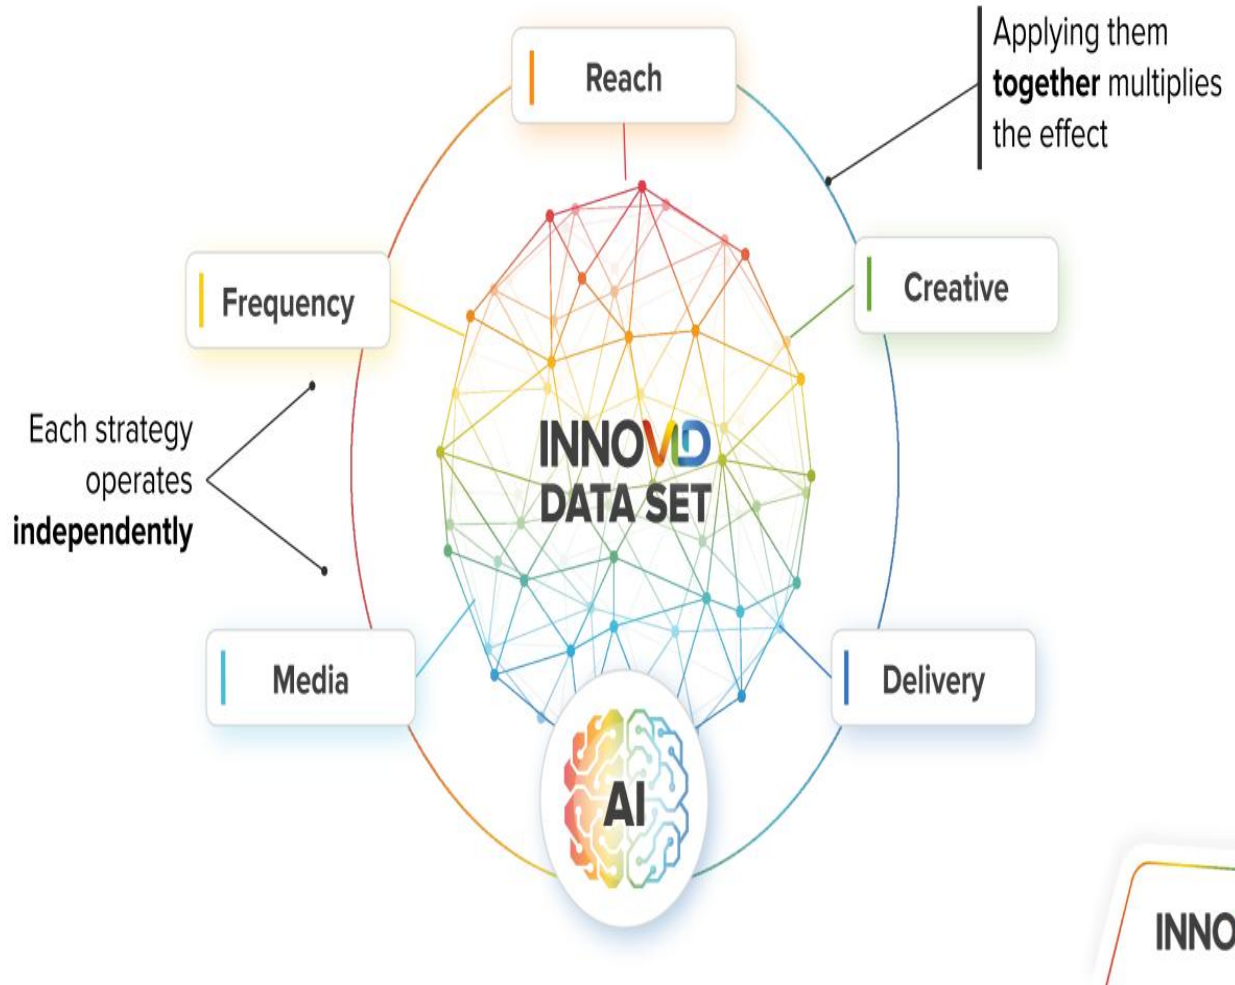 Applying them
together multiplies
the effect
Reach
Creative
Frequency
Each strategy
operates
independently
INNOVID
DATA SET
Media
Delivery
AI
INNO